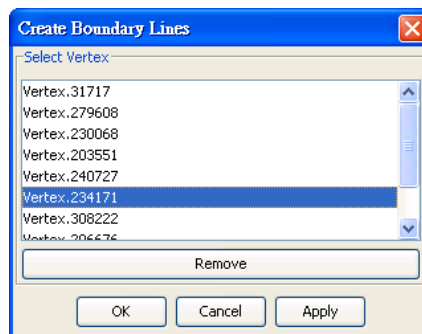 Create Boundary Lines
Select Vertex
Vertex.31717
Vertex.279608
Vertex.230068
Vertex.203551
Vertex.240727
Vertex.234171
Vertex.308222
Remove
OK
Cancel
Apply